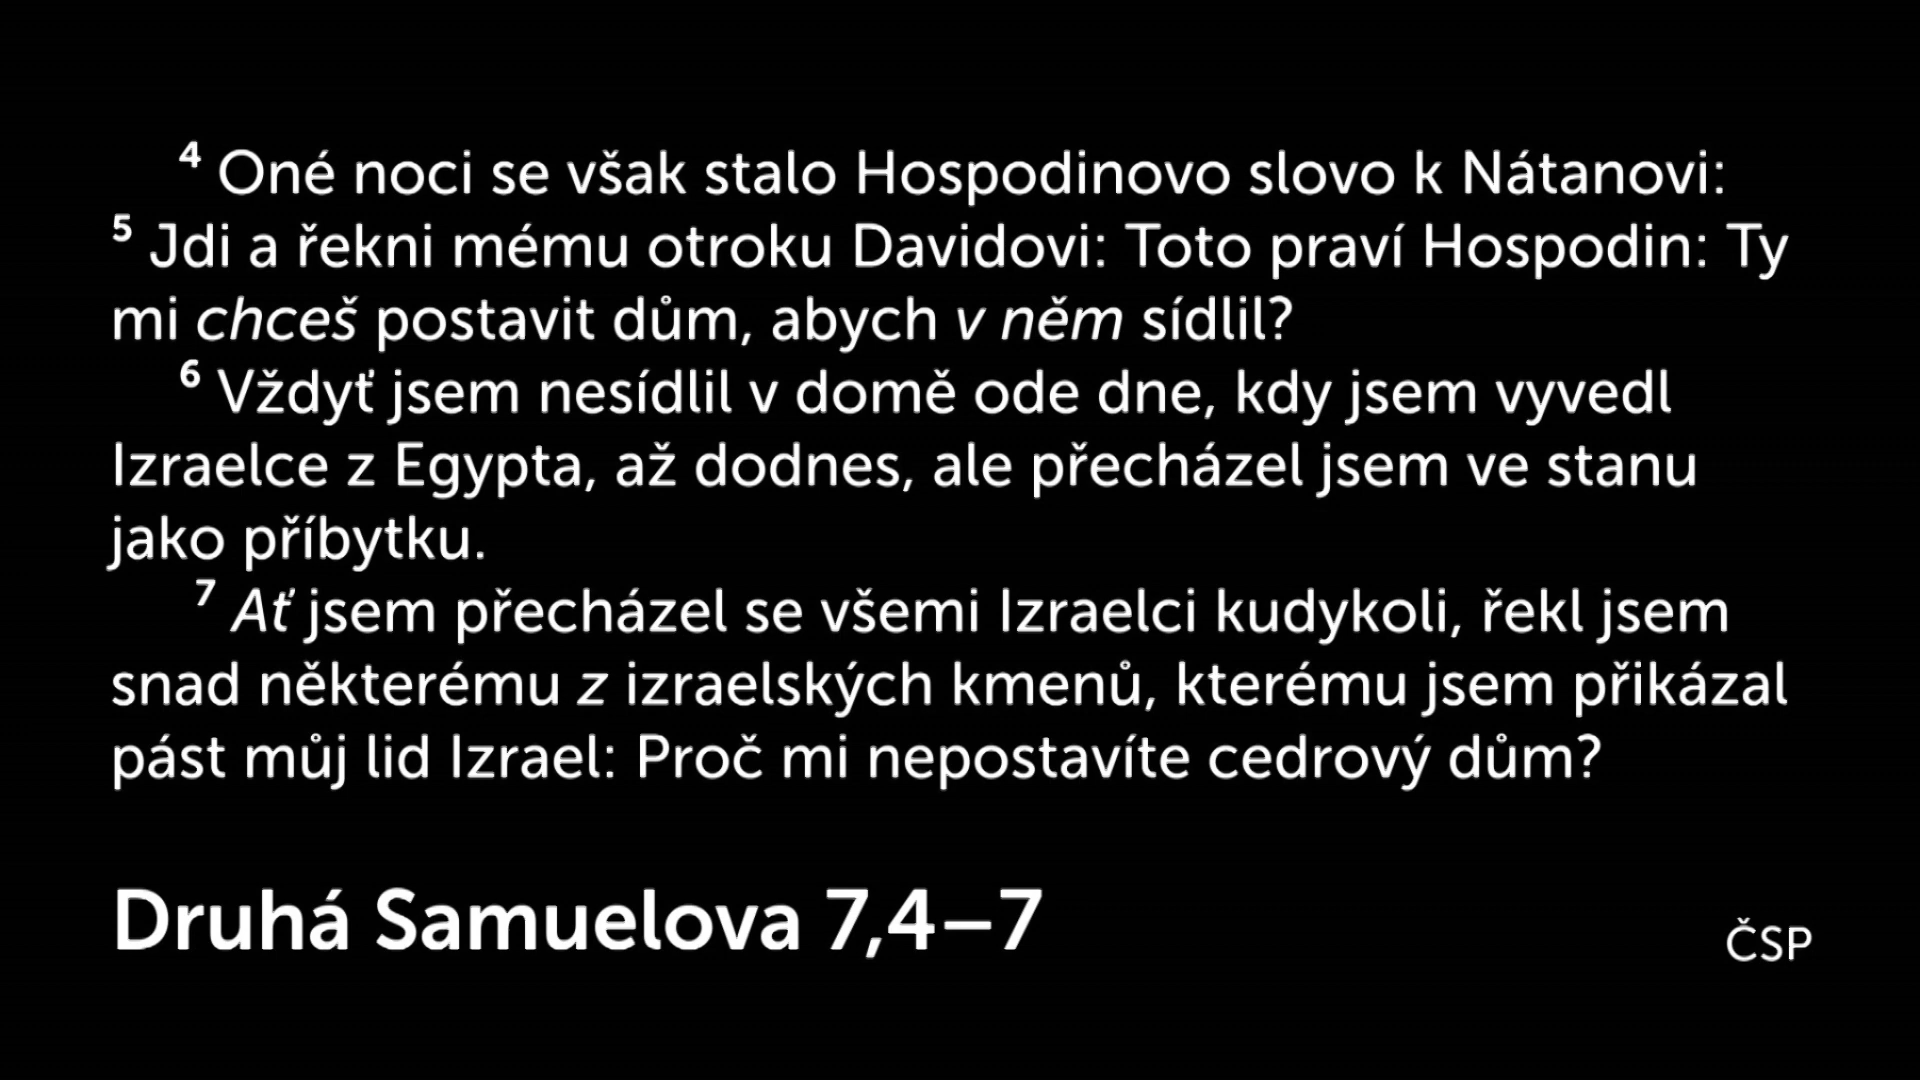 4 Oné noci se však stalo Hospodinovo slovo k Nátanovi:
5 Jdi a řekni mému otroku Davidovi: Toto praví Hospodin: Ty
mi chceš postavit dům, abych v něm sídlil?
6 Vždyť jsem nesídlil v domě ode dne, kdy jsem vyvedl
Izraelce z Egypta, až dodnes, ale přecházel jsem ve stanu
jako příbytku.
7 Ať jsem přecházel se všemi Izraelci kudykoli, řekl jsem
snad některému z izraelských kmenů, kterému jsem přikázal
pást můj lid Izrael: Proč mi nepostavíte cedrový dům?
Druhá Samuelova 7,4–7
ČSP